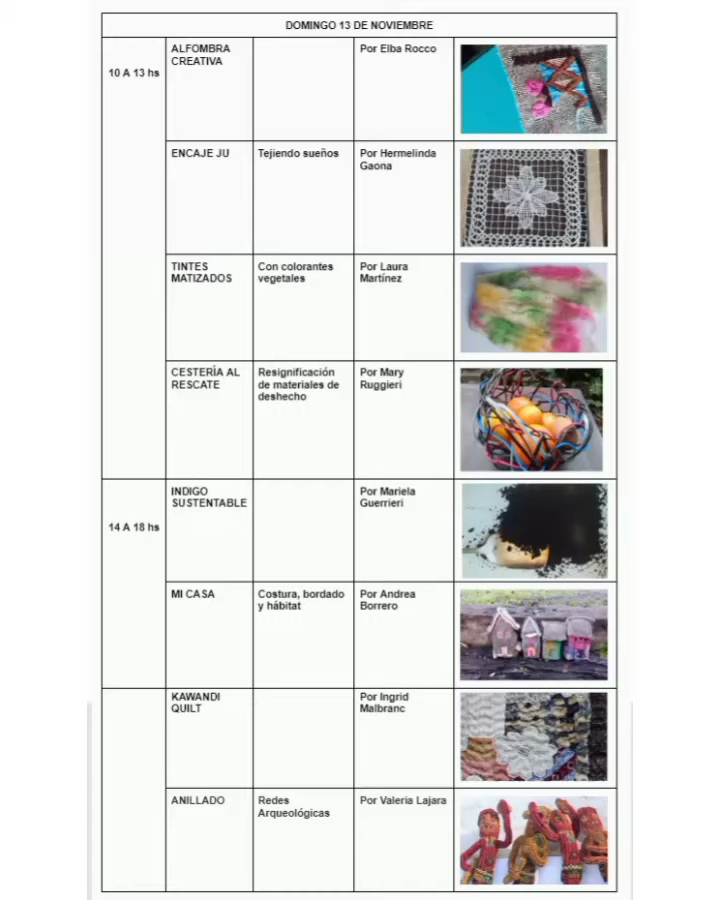 DOMINGO 13 DE NOVIEMBRE
10 A 13 hs
ALFOMBRA
CREATIVA
Por Elba Rocco
ENCAJE JU
Tejiendo sueños
Por Hermelinda
Gaona
TINTES
MATIZADOS
Con colorantes
vegetales
Por Laura
Martínez
CESTERÌA AL
RESCATE
Resignificación
de materiales de
deshecho
Por Mary
Ruggieri
14 A 18 hs
INDIGO
SUSTENTABLE
Por Mariela
Guerrieri
MI CASA
Costura, bordado
y hábitat
Por Andrea
Borrero
KAWANDI
QUILT
Por Ingrid
Malbranc
ANILLADO
Redes
Arqueológicas
Por Valeria Lajara